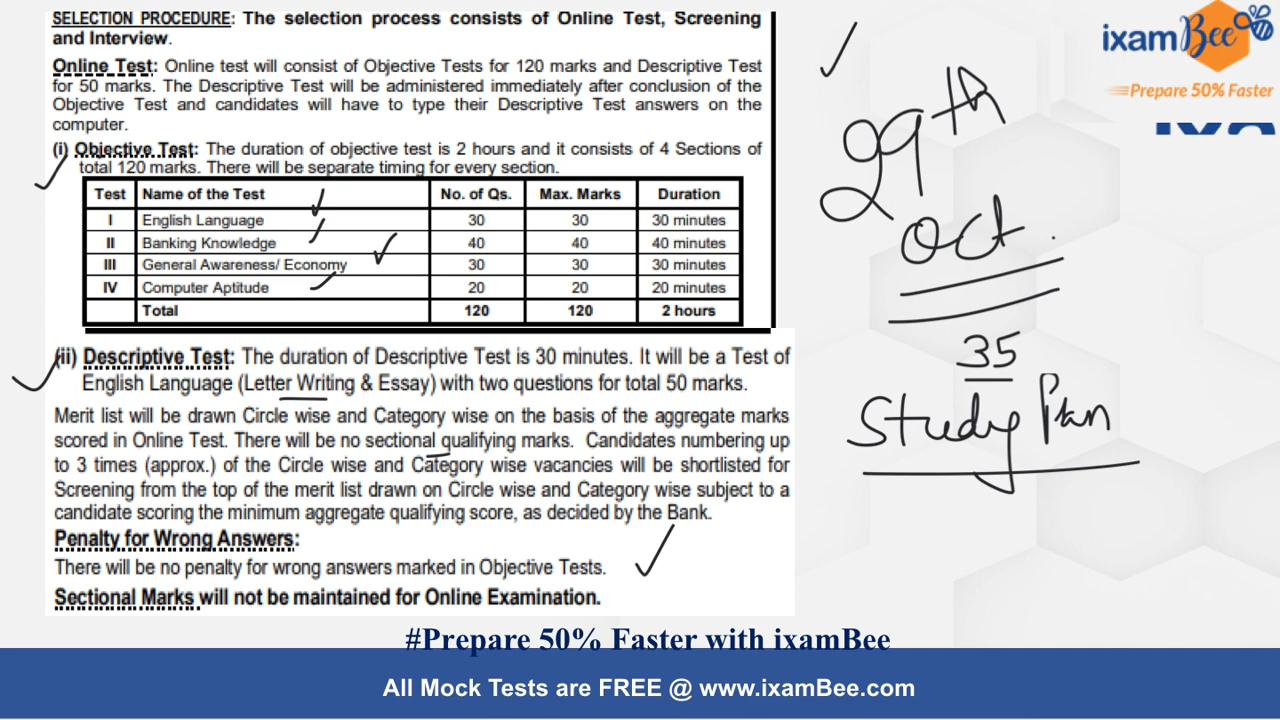 SELECTION PROCEDURE: The selection process consists of Online Test, Screening
and Interview.
Online Test: Online test will consist of Objective Tests for 120 marks and Descriptive Test
for 50 marks. The Descriptive Test will be administered immediately after conclusion of the
Objective Test and candidates will have to type their Descriptive Test answers on the
computer.
(i) Objective Test: The duration of objective test is 2 hours and it consists of 4 Sections of
total 120 marks. There will be separate timing for every section.
Test Name of the Test No. of Qs. Max. Marks Duration
I English Language 30 30 30 minutes
II Banking Knowledge 40 40 40 minutes
III General Awareness/ Economy 30 30 30 minutes
IV Computer Aptitude 20 20 20 minutes
Total 120 120 2 hours
(ii) Descriptive Test: The duration of Descriptive Test is 30 minutes. It will be a Test of
English Language (Letter Writing & Essay) with two questions for total 50 marks.
Merit list will be drawn Circle wise and Category wise on the basis of the aggregate marks
scored in Online Test. There will be no sectional qualifying marks. Candidates numbering up
to 3 times (approx.) of the Circle wise and Category wise vacancies will be shortlisted for
Screening from the top of the merit list drawn on Circle wise and Category wise subject to a
candidate scoring the minimum aggregate qualifying score, as decided by the Bank.
Penalty for Wrong Answers:
There will be no penalty for wrong answers marked in Objective Tests.
Sectional Marks will not be maintained for Online Examination.
ixamBee
Prepare 50% Faster
29th
Oct.
35
Study Plan
#Prepare 50% Faster with ixamBee
All Mock Tests are FREE @ www.ixamBee.com